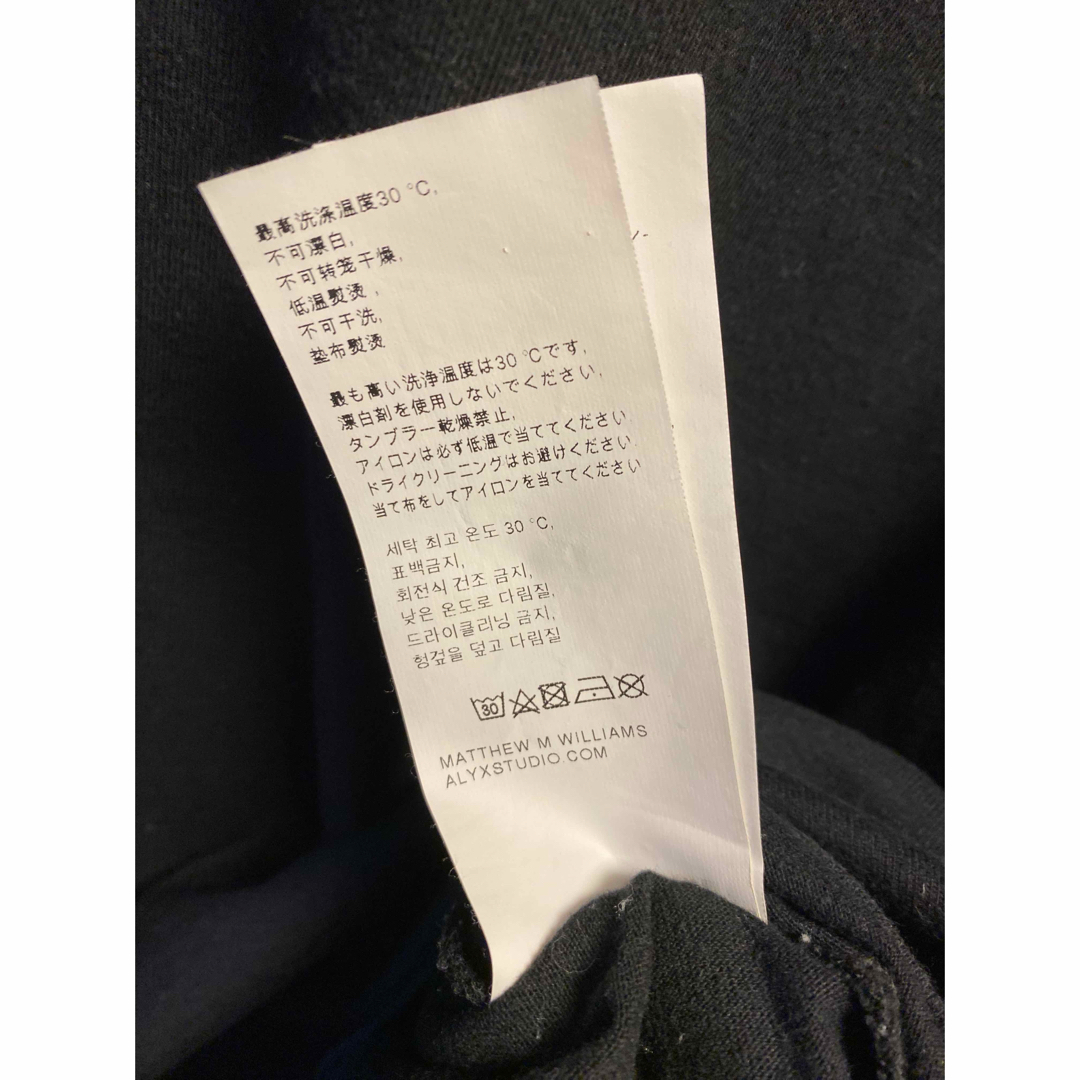 最高洗涤温度30 °C,
不可漂白,
不可转笼干燥,
低温熨烫 ,
不可干洗,
垫布熨烫
最も高い洗浄温度は30 °Cです,
漂白剤を使用しないでください,
タンブラー乾燥禁止,
アイロンは必ず低温で当ててください
ドライクリーニングはお避けください
当て布をしてアイロンを当ててください
세탁 최고 온도 30 °C,
표백금지,
회전식 건조 금지,
낮은 온도로 다림질,
드라이클리닝 금지,
헝겊을 덮고 다림질
30
MATTHEW M WILLIAMS
ALYXSTUDIO.COM